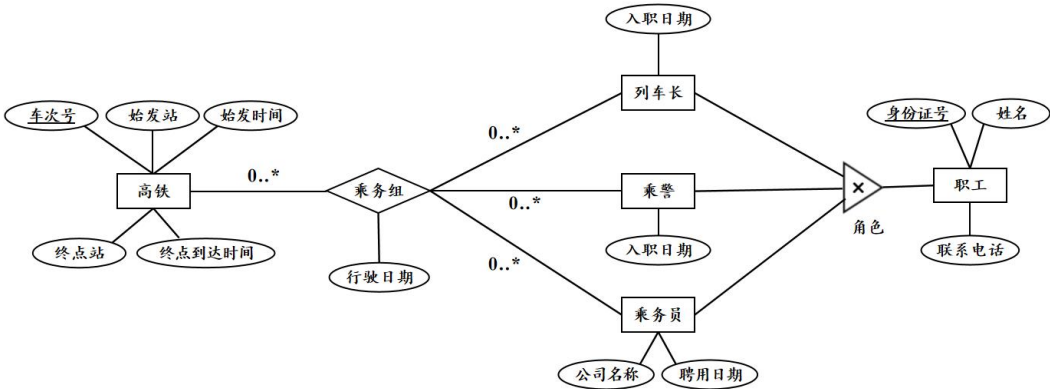 入职日期
列车长
车次号
始发站
始发时间
身份证号
姓名
0..*
0..*
高铁
乘务组
乘警
×
职工
0..*
角色
终点站
终点到达时间
入职日期
联系电话
0..*
行驶日期
乘务员
公司名称
聘用日期